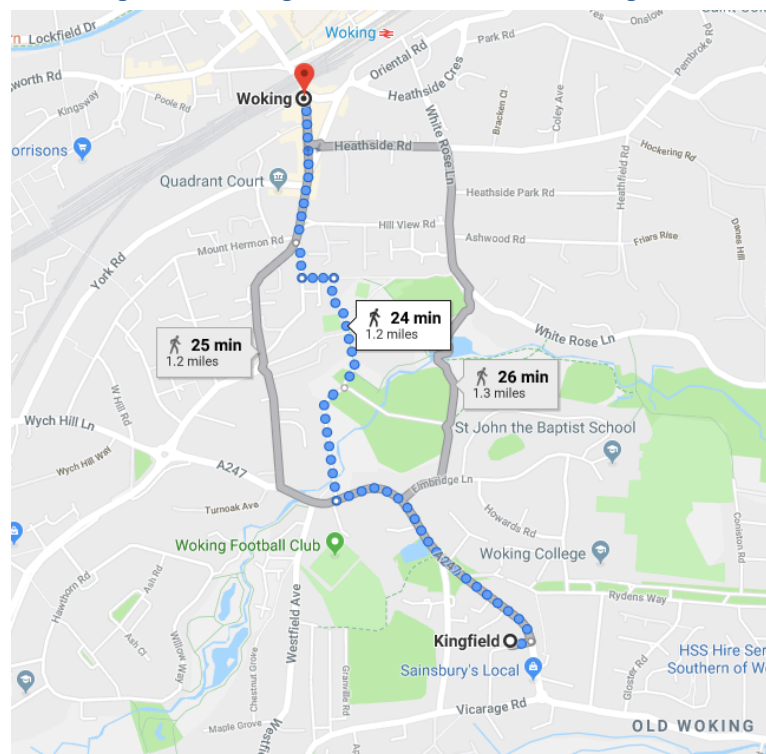 Lockfield Dr
Woking
Oriental Rd
Park Rd
Onslow
Pembroke Rd
Heathside Cres
Kingsway
Poole Rd
Woking
Bracken Cl
Coley Ave
White Rose Ln
Heathside Rd
Hockering Rd
Quadrant Court
Heathfield Rd
Heathside Park Rd
Danes Hill
Hill View Rd
Ashwood Rd
Friars Rise
Mount Hermon Rd
York Rd
24 min
1.2 miles
25 min
1.2 miles
White Rose Ln
26 min
1.3 miles
W Hill Rd
Wych Hill Ln
St John the Baptist School
Wych Hill Way
A247
Elmbridge Ln
Turnoak Ave
Howards Rd
Coniston Rd
Woking Football Club
A247
Woking College
Hawthorn Rd
Ash Rd
Rydens Way
Ash Cl
Willow Way
Westfield Ave
Kingfield
HSS Hire Ser
Sainsbury's Local
Southern of Wo
Chestnut Grove
Granville Rd
Gloster Rd
Vicarage Rd
Maple Grove
OLD WOKING